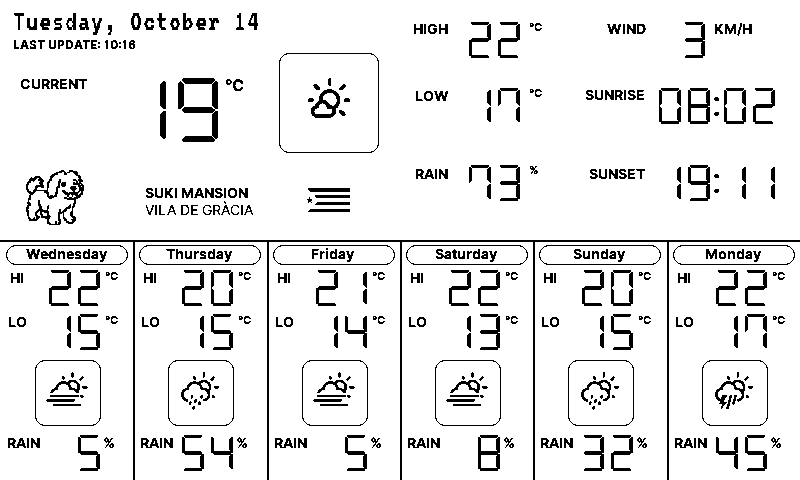 Tuesday, October 14
LAST UPDATE: 10:16
CURRENT 19 °C
HIGH 22 °C
LOW 17 °C
RAIN 73 %
WIND 3 KM/H
SUNRISE 08:02
SUNSET 19:11
SUKI MANSION
VILA DE GRÀCIA
Wednesday
HI 22 °C
LO 15 °C
RAIN 5 %
Thursday
HI 20 °C
LO 15 °C
RAIN 54 %
Friday
HI 21 °C
LO 14 °C
RAIN 5 %
Saturday
HI 22 °C
LO 13 °C
RAIN 8 %
Sunday
HI 20 °C
LO 15 °C
RAIN 32 %
Monday
HI 22 °C
LO 17 °C
RAIN 45 %